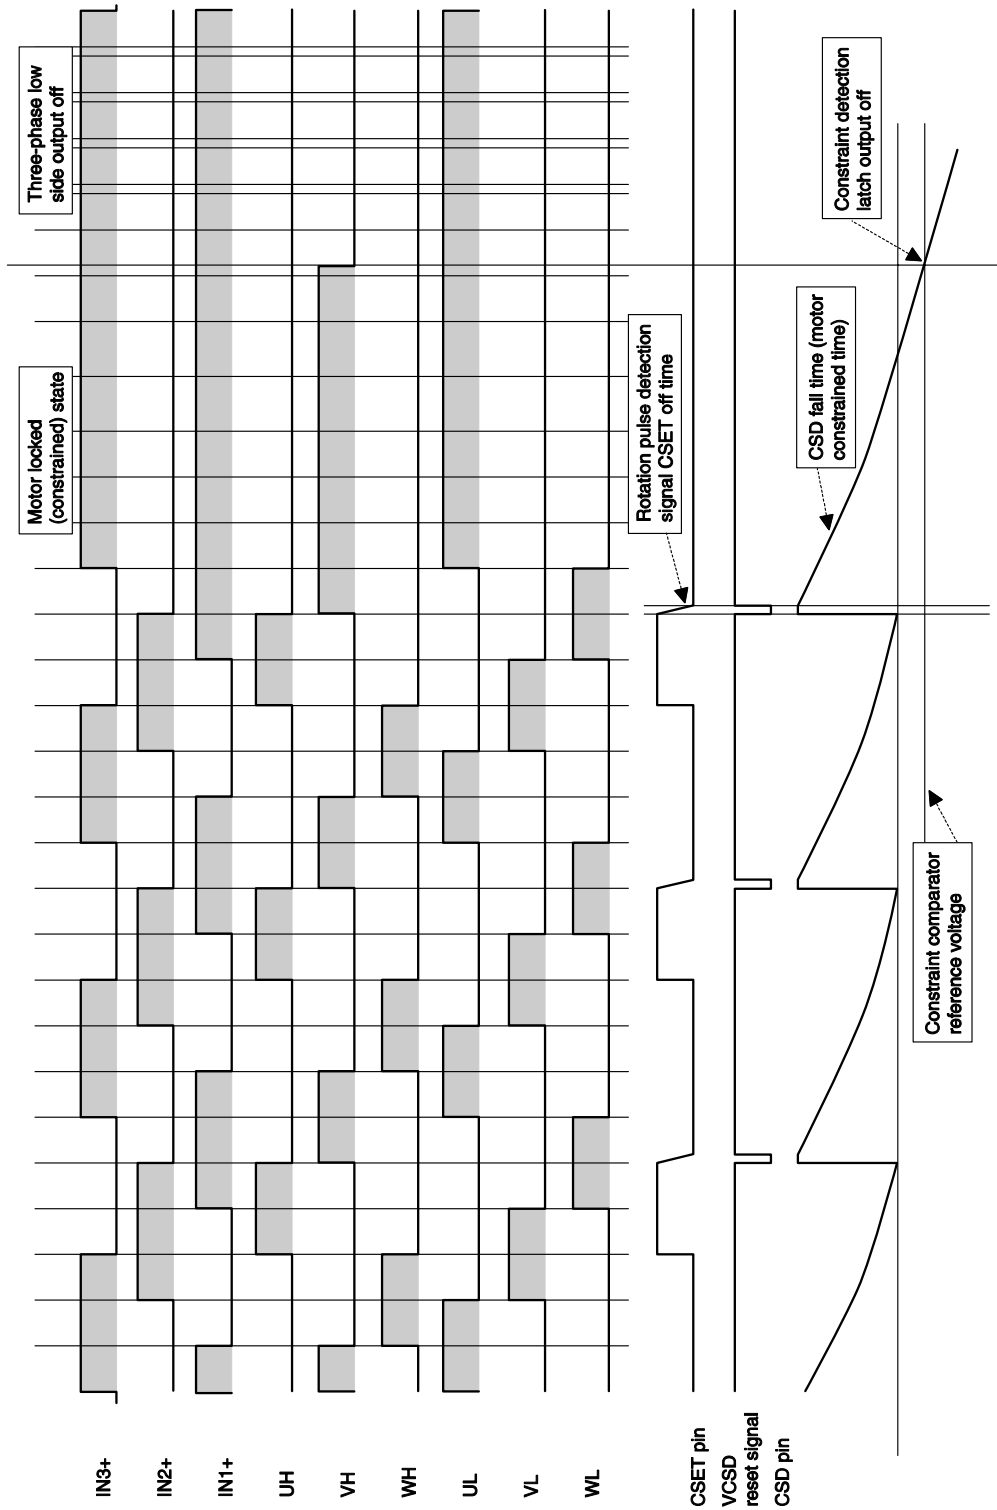 Motor locked
(constrained) state
Three-phase low
side output off
IN3+
IN2+
IN1+
UH
VH
WH
UL
VL
WL
Rotation pulse detection
signal CSET off time
CSET pin
VCSD
reset signal
CSD pin
CSD fall time (motor
constrained time)
Constraint detection
latch output off
Constraint comparator
reference voltage